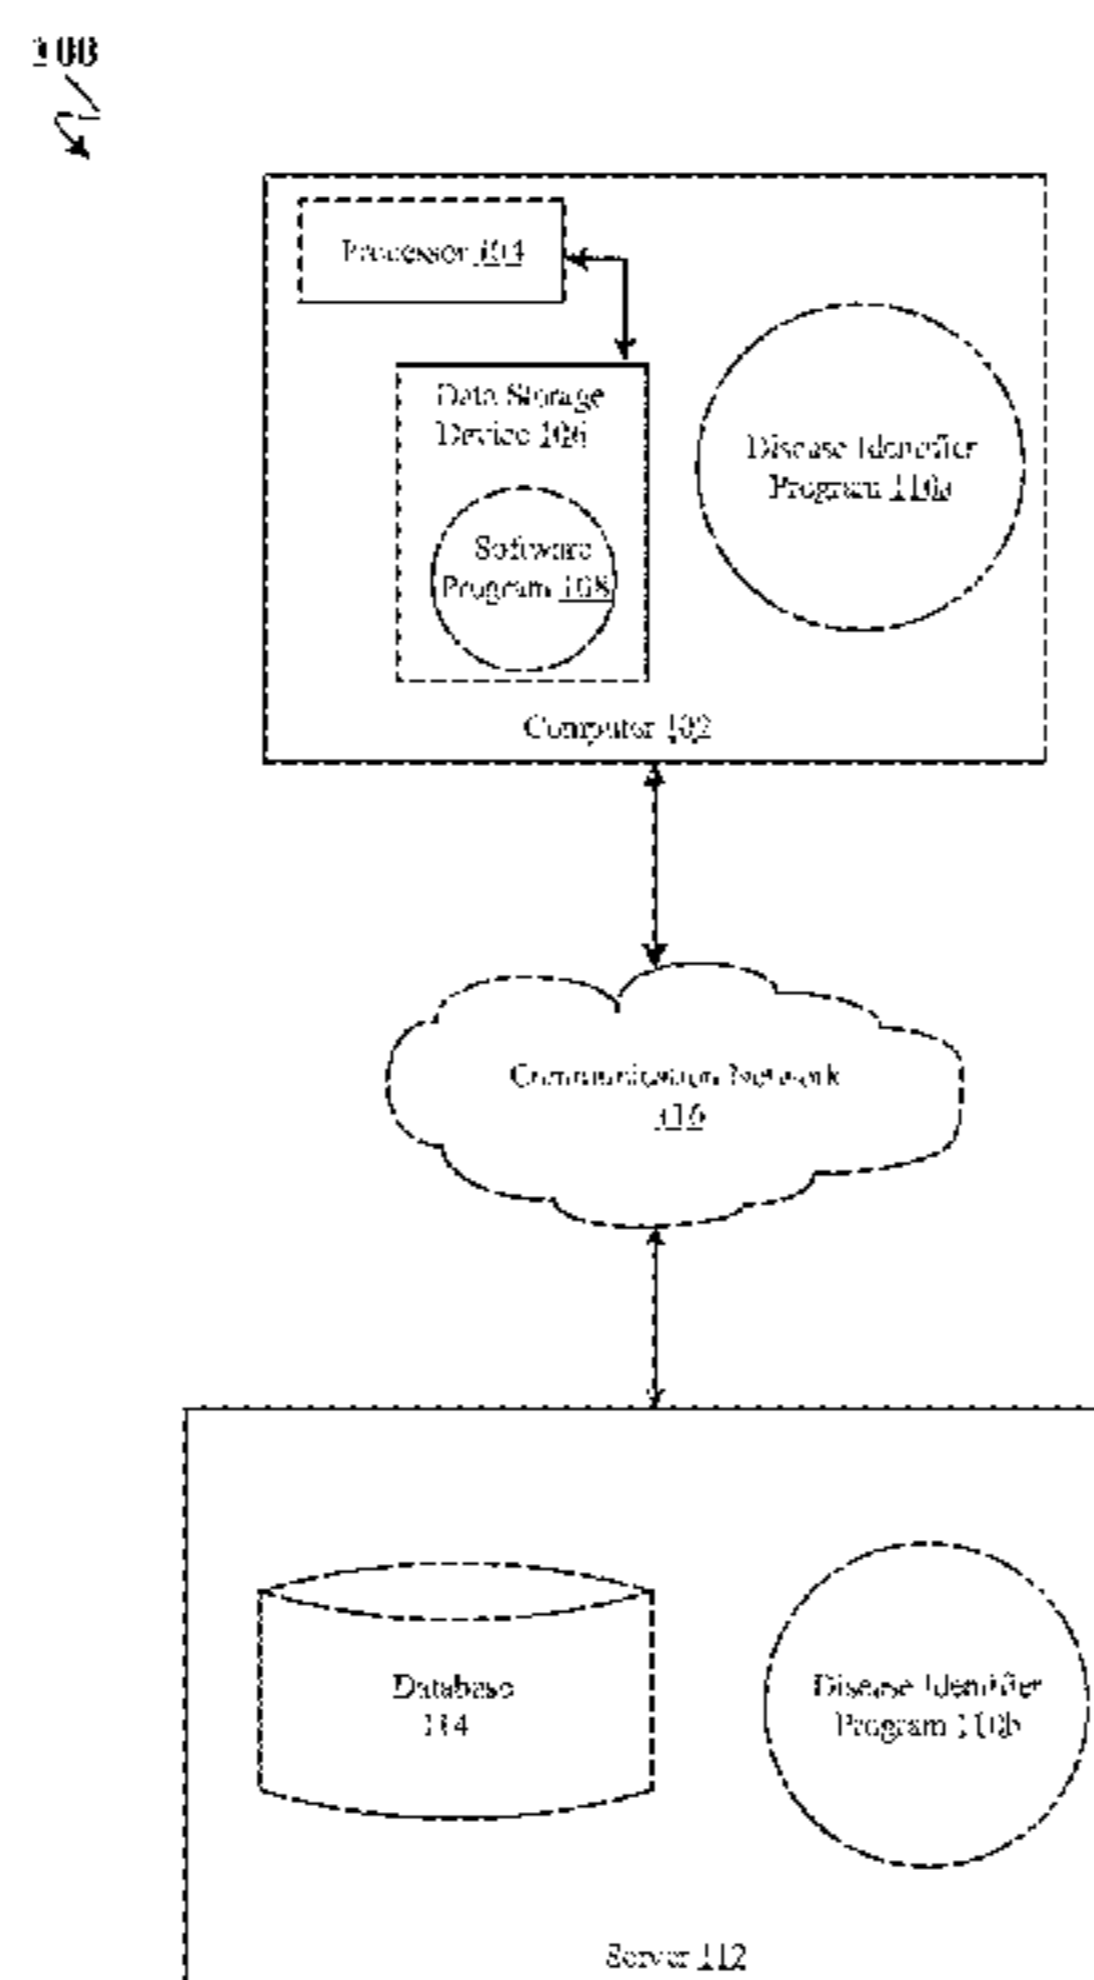 100
Processor 104
Data Storage
Device 106
Software
Program 108
Disease Identifier
Program 110a
Computer 102
Communication Network
116
Database
114
Disease Identifier
Program 110b
Server 112